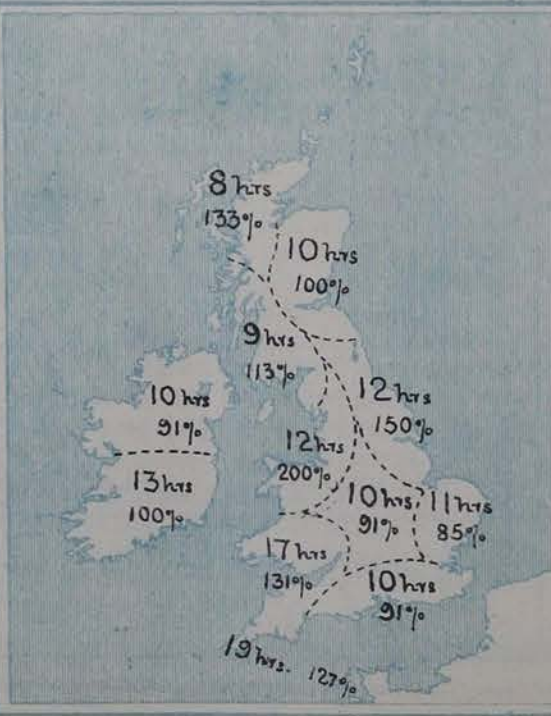 8 hrs
133%
10 hrs
100%
9 hrs
113%
10 hrs
91%
12 hrs
150%
12 hrs
200%
13 hrs
100%
10 hrs
91%
11 hrs
85%
17 hrs
131%
10 hrs
91%
19 hrs. 127%